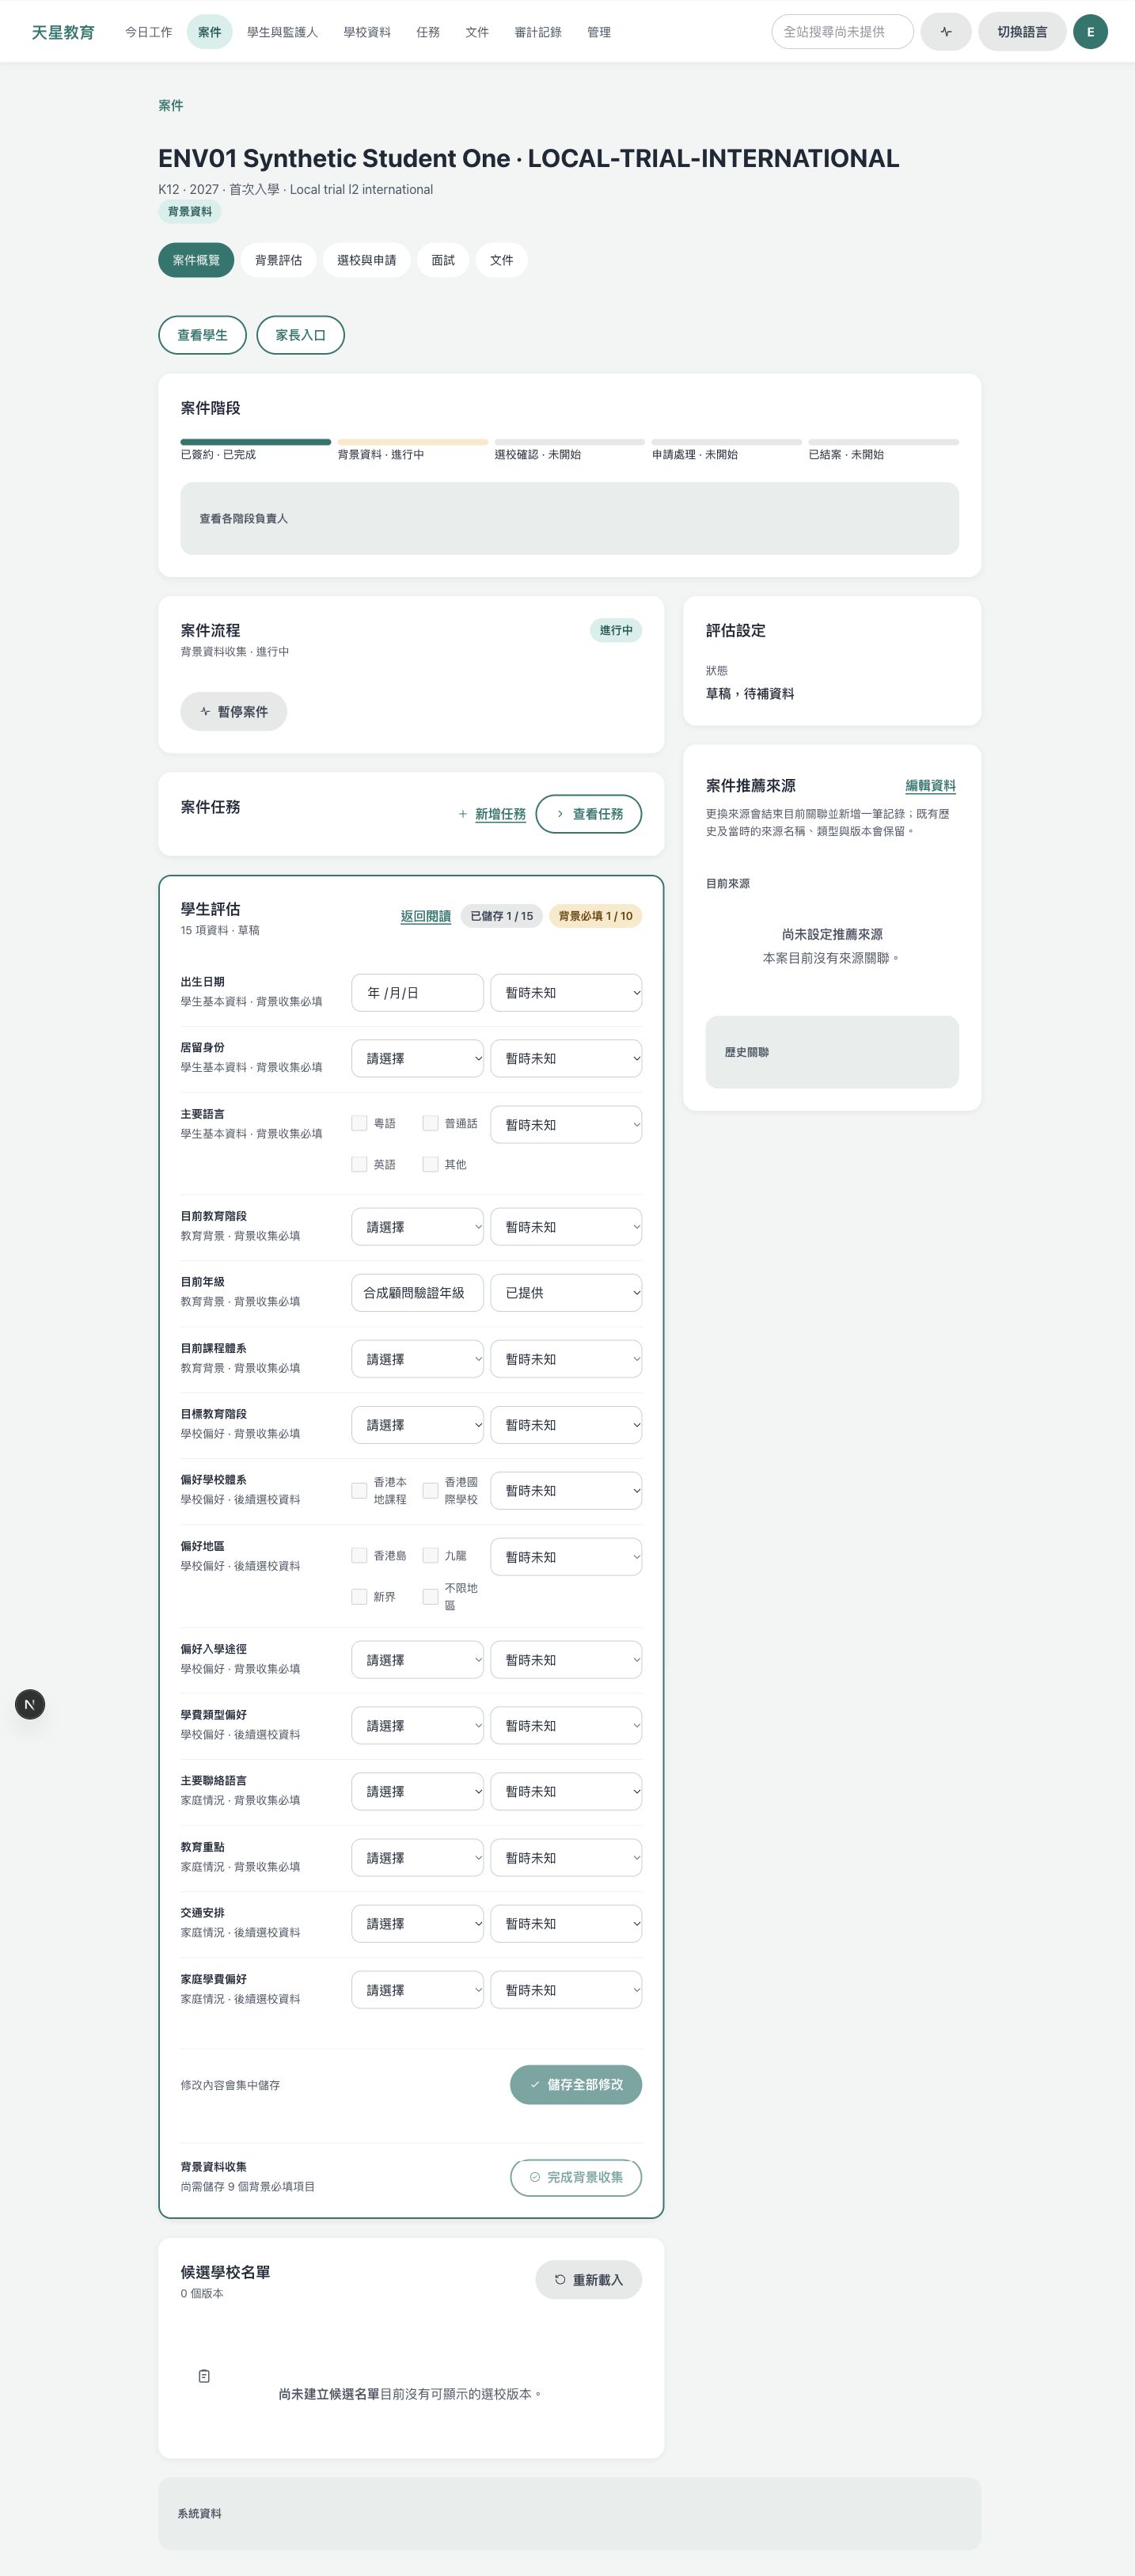 天星教育
今日工作
案件
學生與監護人
學校資料
任務
文件
審計記錄
管理
全站搜尋尚未提供
切換語言
E
案件
ENV01 Synthetic Student One · LOCAL-TRIAL-INTERNATIONAL
K12 · 2027 · 首次入學 · Local trial I2 international
背景資料
案件概覽
背景評估
選校與申請
面試
文件
查看學生
家長入口
案件階段
已簽約 · 已完成
背景資料 · 進行中
選校確認 · 未開始
申請處理 · 未開始
已結案 · 未開始
查看各階段負責人
案件流程
進行中
背景資料收集 · 進行中
暫停案件
評估設定
狀態
草稿，待補資料
案件任務
新增任務
查看任務
案件推薦來源
編輯資料
更換來源會結束目前關聯並新增一筆記錄；既有歷
史及當時的來源名稱、類型與版本會保留。
目前來源
尚未設定推薦來源
本案目前沒有來源關聯。
歷史關聯
學生評估
15 項資料 · 草稿
返回閱讀
已儲存 1 / 15
背景必填 1 / 10
出生日期
學生基本資料 · 背景收集必填
年 /月/日
暫時未知
居留身份
學生基本資料 · 背景收集必填
請選擇
暫時未知
主要語言
學生基本資料 · 背景收集必填
粵語
普通話
英語
其他
暫時未知
目前教育階段
教育背景 · 背景收集必填
請選擇
暫時未知
目前年級
教育背景 · 背景收集必填
合成顧問驗證年級
已提供
目前課程體系
教育背景 · 背景收集必填
請選擇
暫時未知
目標教育階段
學校偏好 · 背景收集必填
請選擇
暫時未知
偏好學校體系
學校偏好 · 後續選校資料
香港本
地課程
香港國
際學校
暫時未知
偏好地區
學校偏好 · 後續選校資料
香港島
九龍
新界
不限地
區
暫時未知
偏好入學途徑
學校偏好 · 背景收集必填
請選擇
暫時未知
學費類型偏好
學校偏好 · 後續選校資料
請選擇
暫時未知
主要聯絡語言
家庭情況 · 背景收集必填
請選擇
暫時未知
教育重點
家庭情況 · 背景收集必填
請選擇
暫時未知
交通安排
家庭情況 · 後續選校資料
請選擇
暫時未知
家庭學費偏好
家庭情況 · 後續選校資料
請選擇
暫時未知
修改內容會集中儲存
儲存全部修改
背景資料收集
尚需儲存 9 個背景必填項目
完成背景收集
候選學校名單
0 個版本
重新載入
尚未建立候選名單目前沒有可顯示的選校版本。
系統資料
N